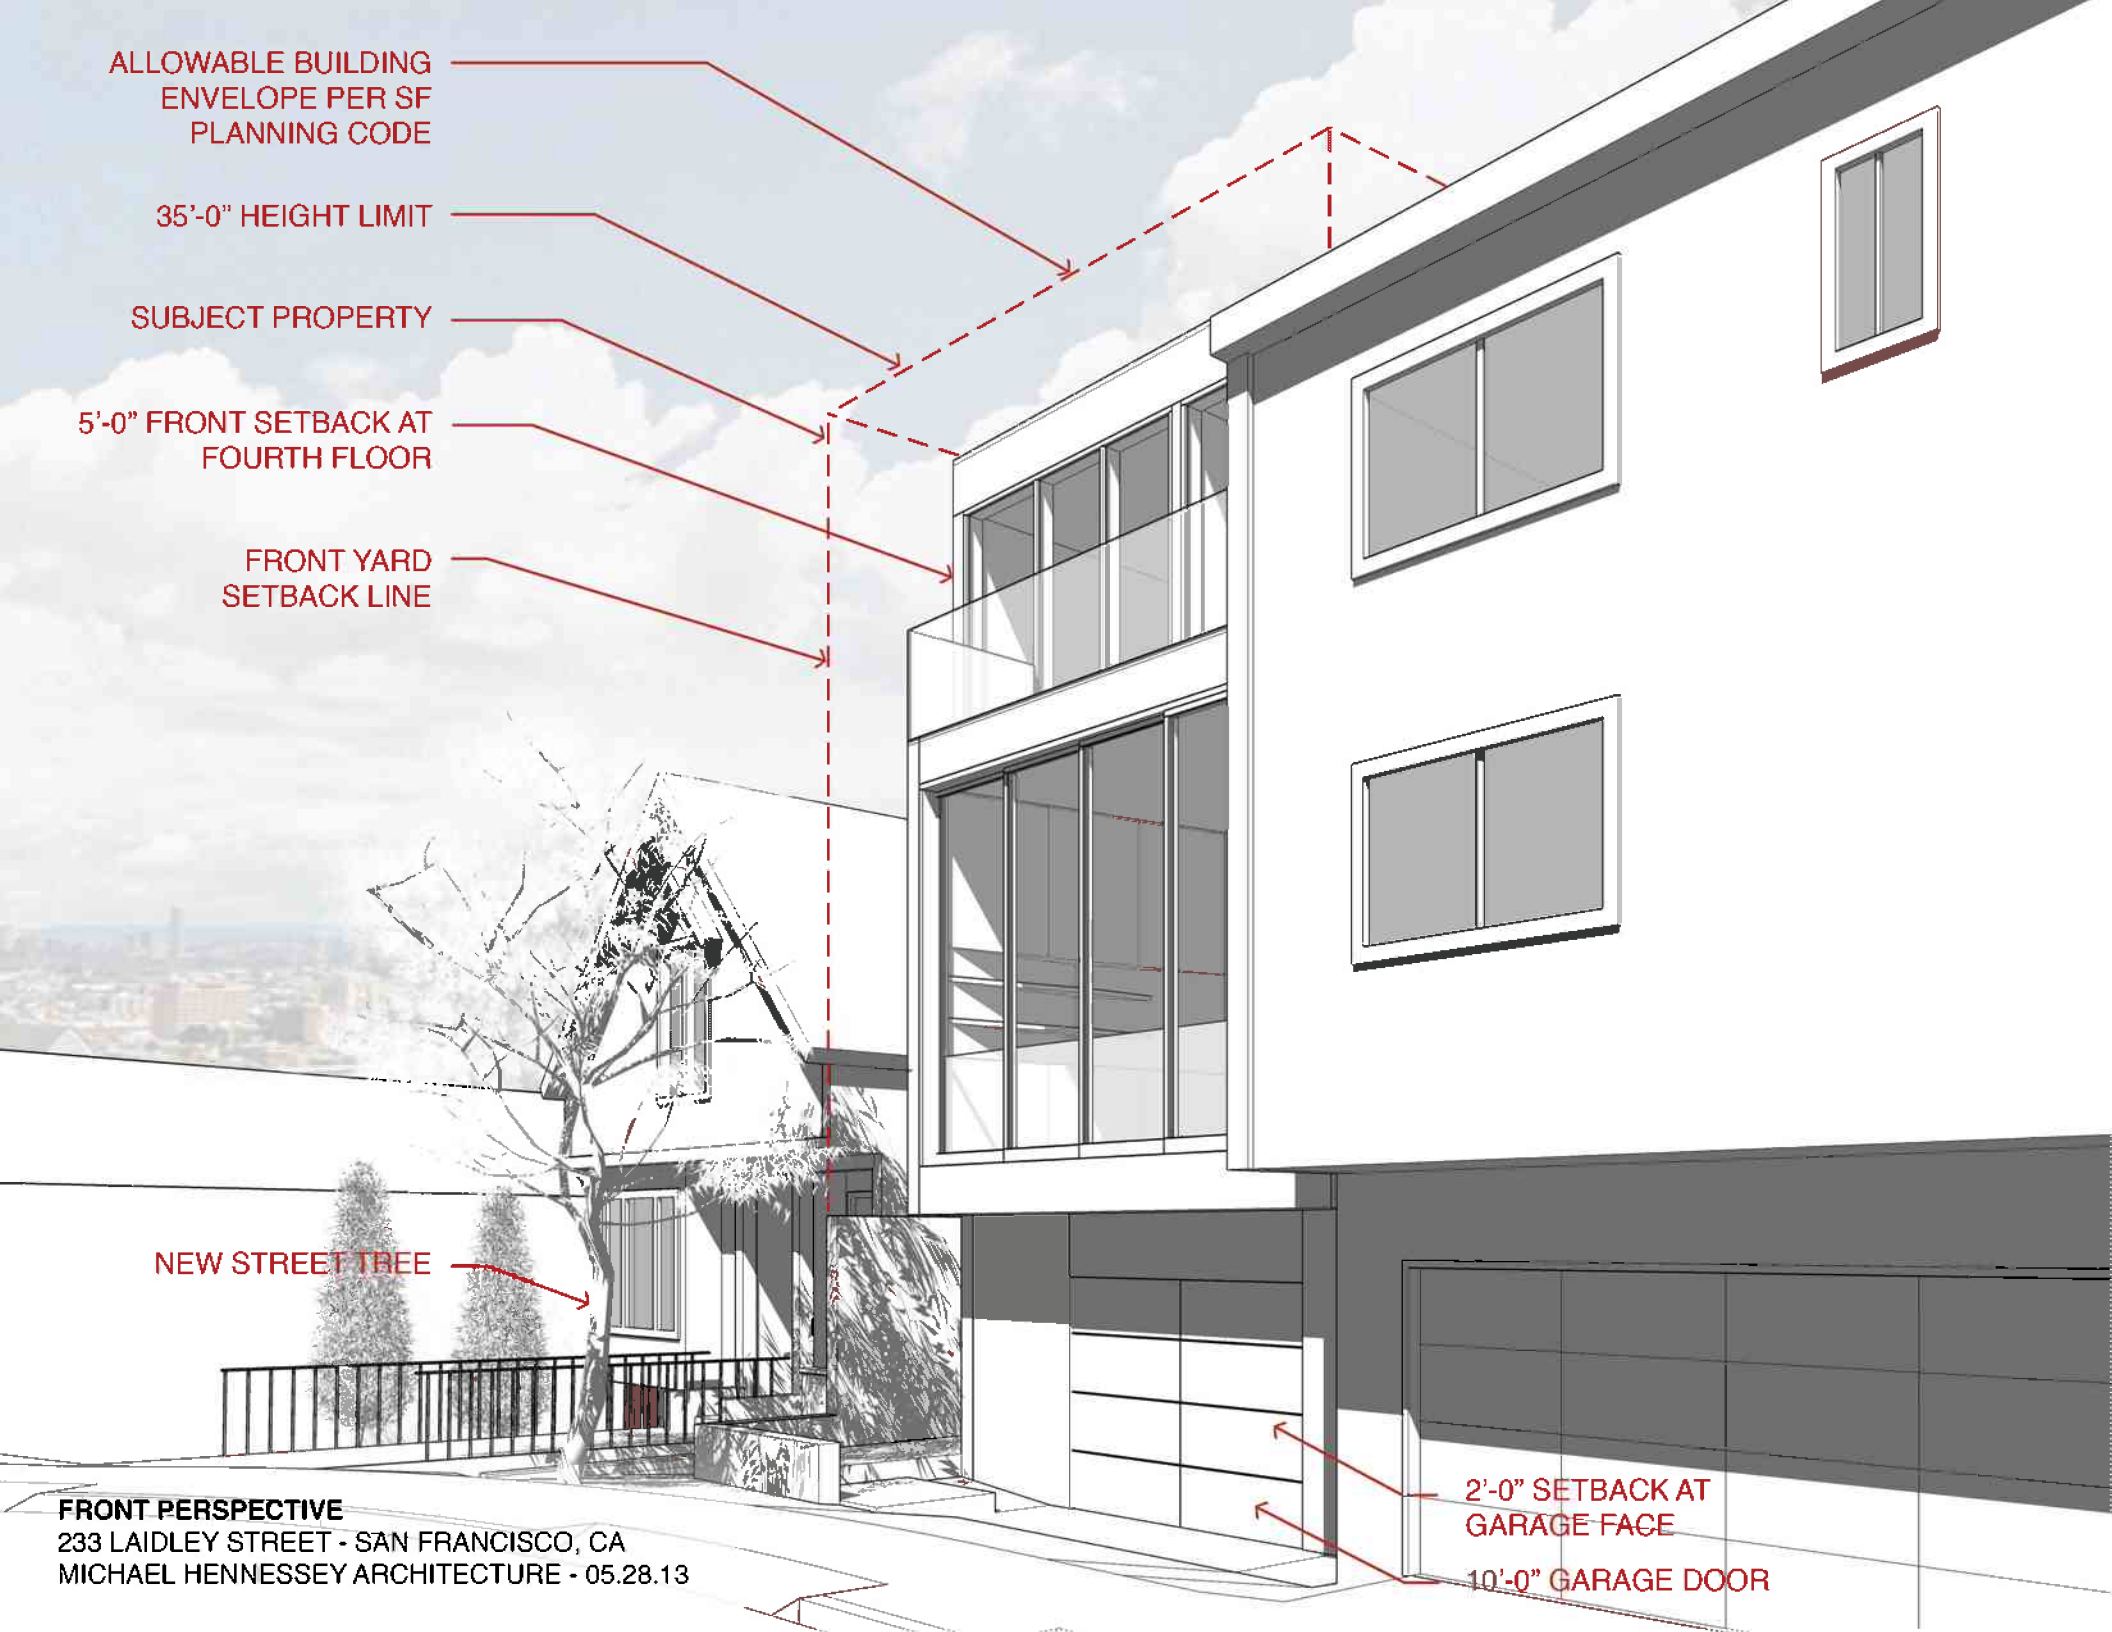 ALLOWABLE BUILDING
ENVELOPE PER SF
PLANNING CODE
35'-0" HEIGHT LIMIT
SUBJECT PROPERTY
5'-0" FRONT SETBACK AT
FOURTH FLOOR
FRONT YARD
SETBACK LINE
NEW STREET TREE
2'-0" SETBACK AT
GARAGE FACE
10'-0" GARAGE DOOR
FRONT PERSPECTIVE
233 LAIDLEY STREET - SAN FRANCISCO, CA
MICHAEL HENNESSEY ARCHITECTURE - 05.28.13